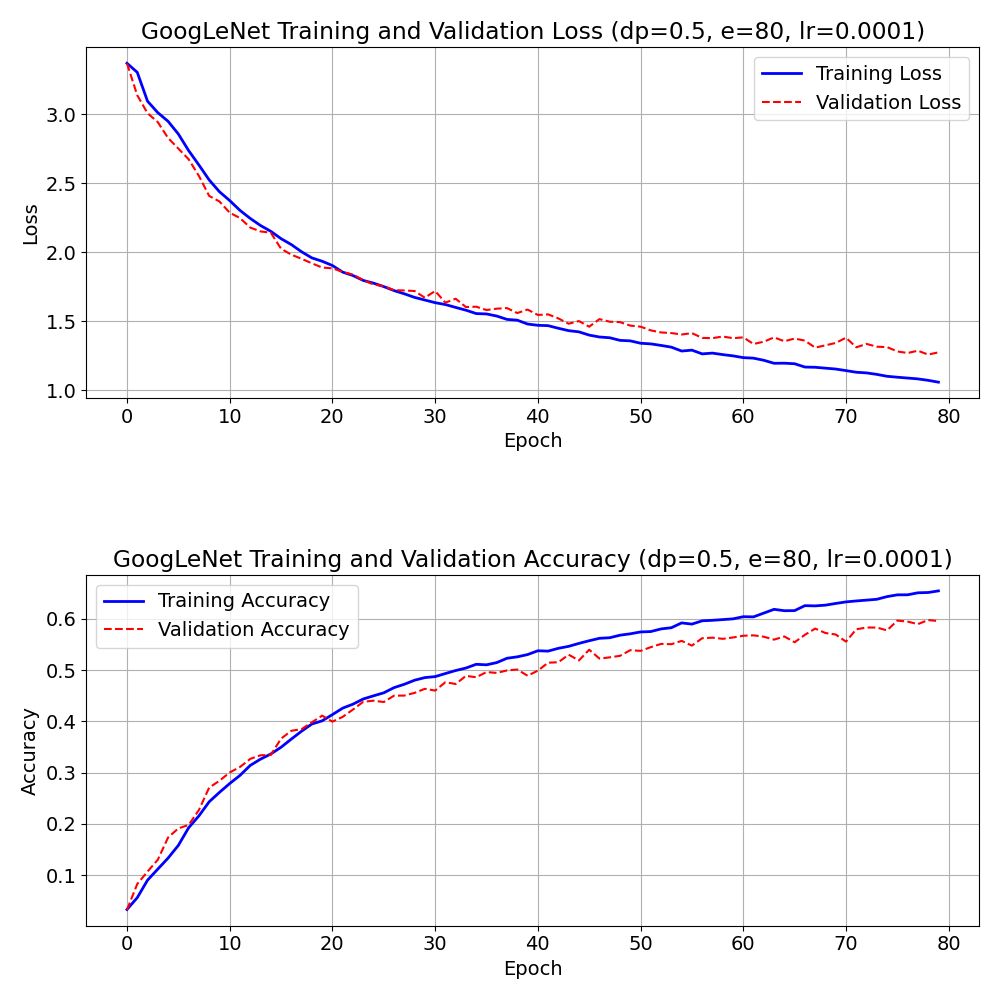 GoogLeNet Training and Validation Loss (dp=0.5, e=80, lr=0.0001)
Training Loss
Validation Loss
3.0
2.5
2.0
1.5
1.0
Loss
0 10 20 30 40 50 60 70 80
Epoch
GoogLeNet Training and Validation Accuracy (dp=0.5, e=80, lr=0.0001)
Training Accuracy
Validation Accuracy
0.6
0.5
0.4
0.3
0.2
0.1
Accuracy
0 10 20 30 40 50 60 70 80
Epoch